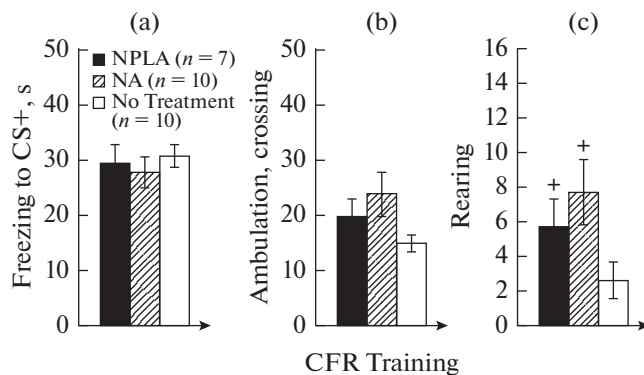 (a)
Freezing to CS+, s
50
40
30
20
10
0
NPLA (n = 7)
NA (n = 10)
No Treatment
(n = 10)
(b)
Ambulation, crossing
50
40
30
20
10
0
(c)
Rearing
16
14
12
10
8
6
4
2
0
+
+
CFR Training